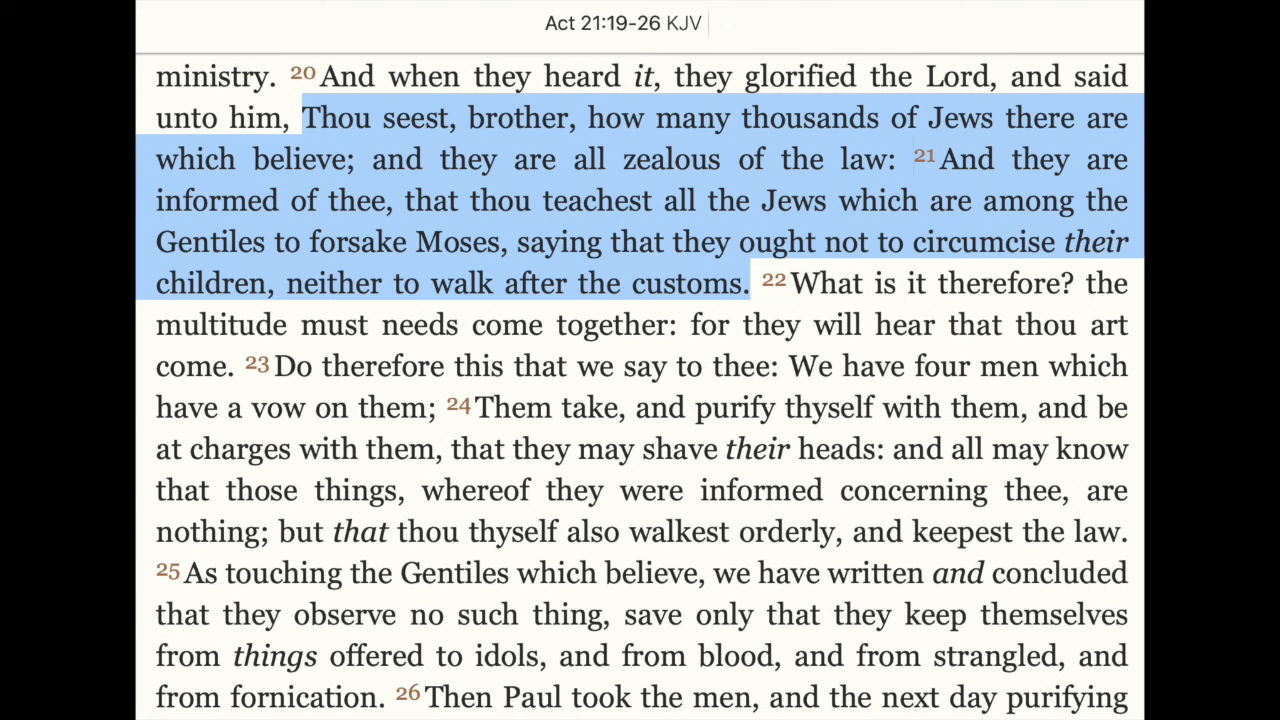 Act 21:19-26 KJV
ministry. 20 And when they heard it, they glorified the Lord, and said
unto him, Thou seest, brother, how many thousands of Jews there are
which believe; and they are all zealous of the law: 21 And they are
informed of thee, that thou teachest all the Jews which are among the
Gentiles to forsake Moses, saying that they ought not to circumcise their
children, neither to walk after the customs. 22 What is it therefore? the
multitude must needs come together: for they will hear that thou art
come. 23 Do therefore this that we say to thee: We have four men which
have a vow on them; 24 Them take, and purify thyself with them, and be
at charges with them, that they may shave their heads: and all may know
that those things, whereof they were informed concerning thee, are
nothing; but that thou thyself also walkest orderly, and keepest the law.
25 As touching the Gentiles which believe, we have written and concluded
that they observe no such thing, save only that they keep themselves
from things offered to idols, and from blood, and from strangled, and
from fornication. 26 Then Paul took the men, and the next day purifying